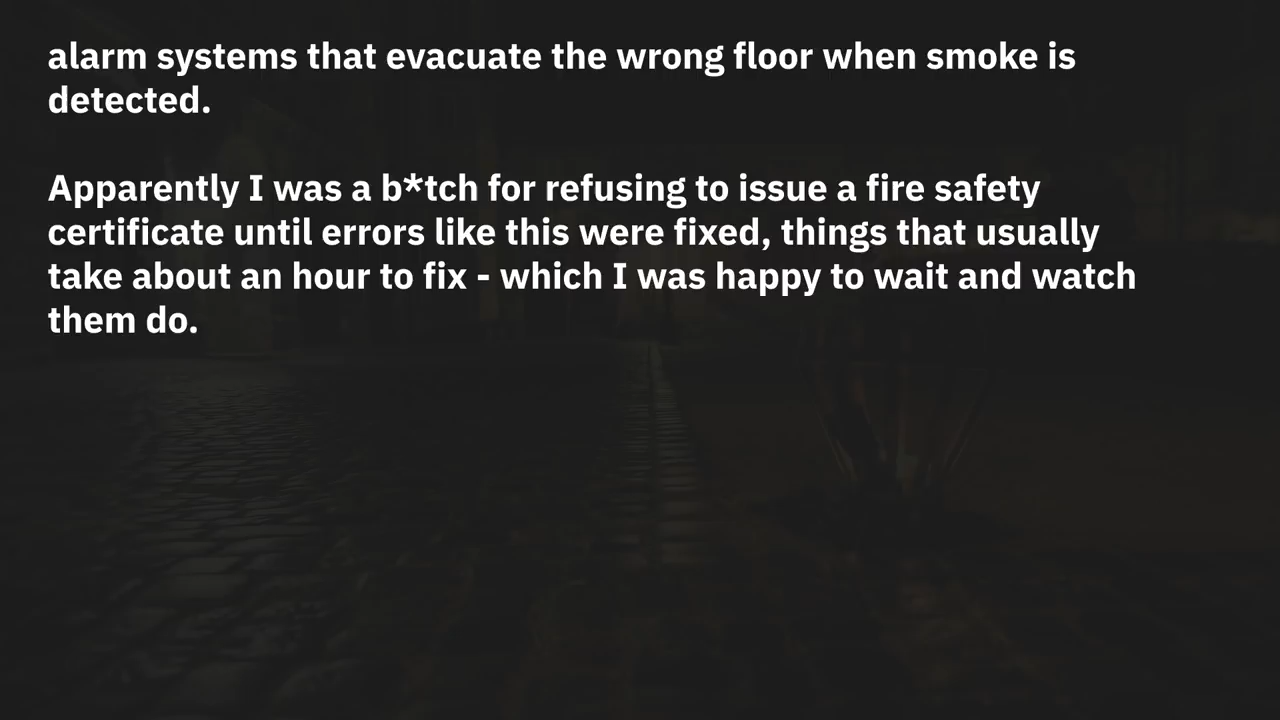 alarm systems that evacuate the wrong floor when smoke is
detected.
Apparently I was a b*tch for refusing to issue a fire safety
certificate until errors like this were fixed, things that usually
take about an hour to fix - which I was happy to wait and watch
them do.